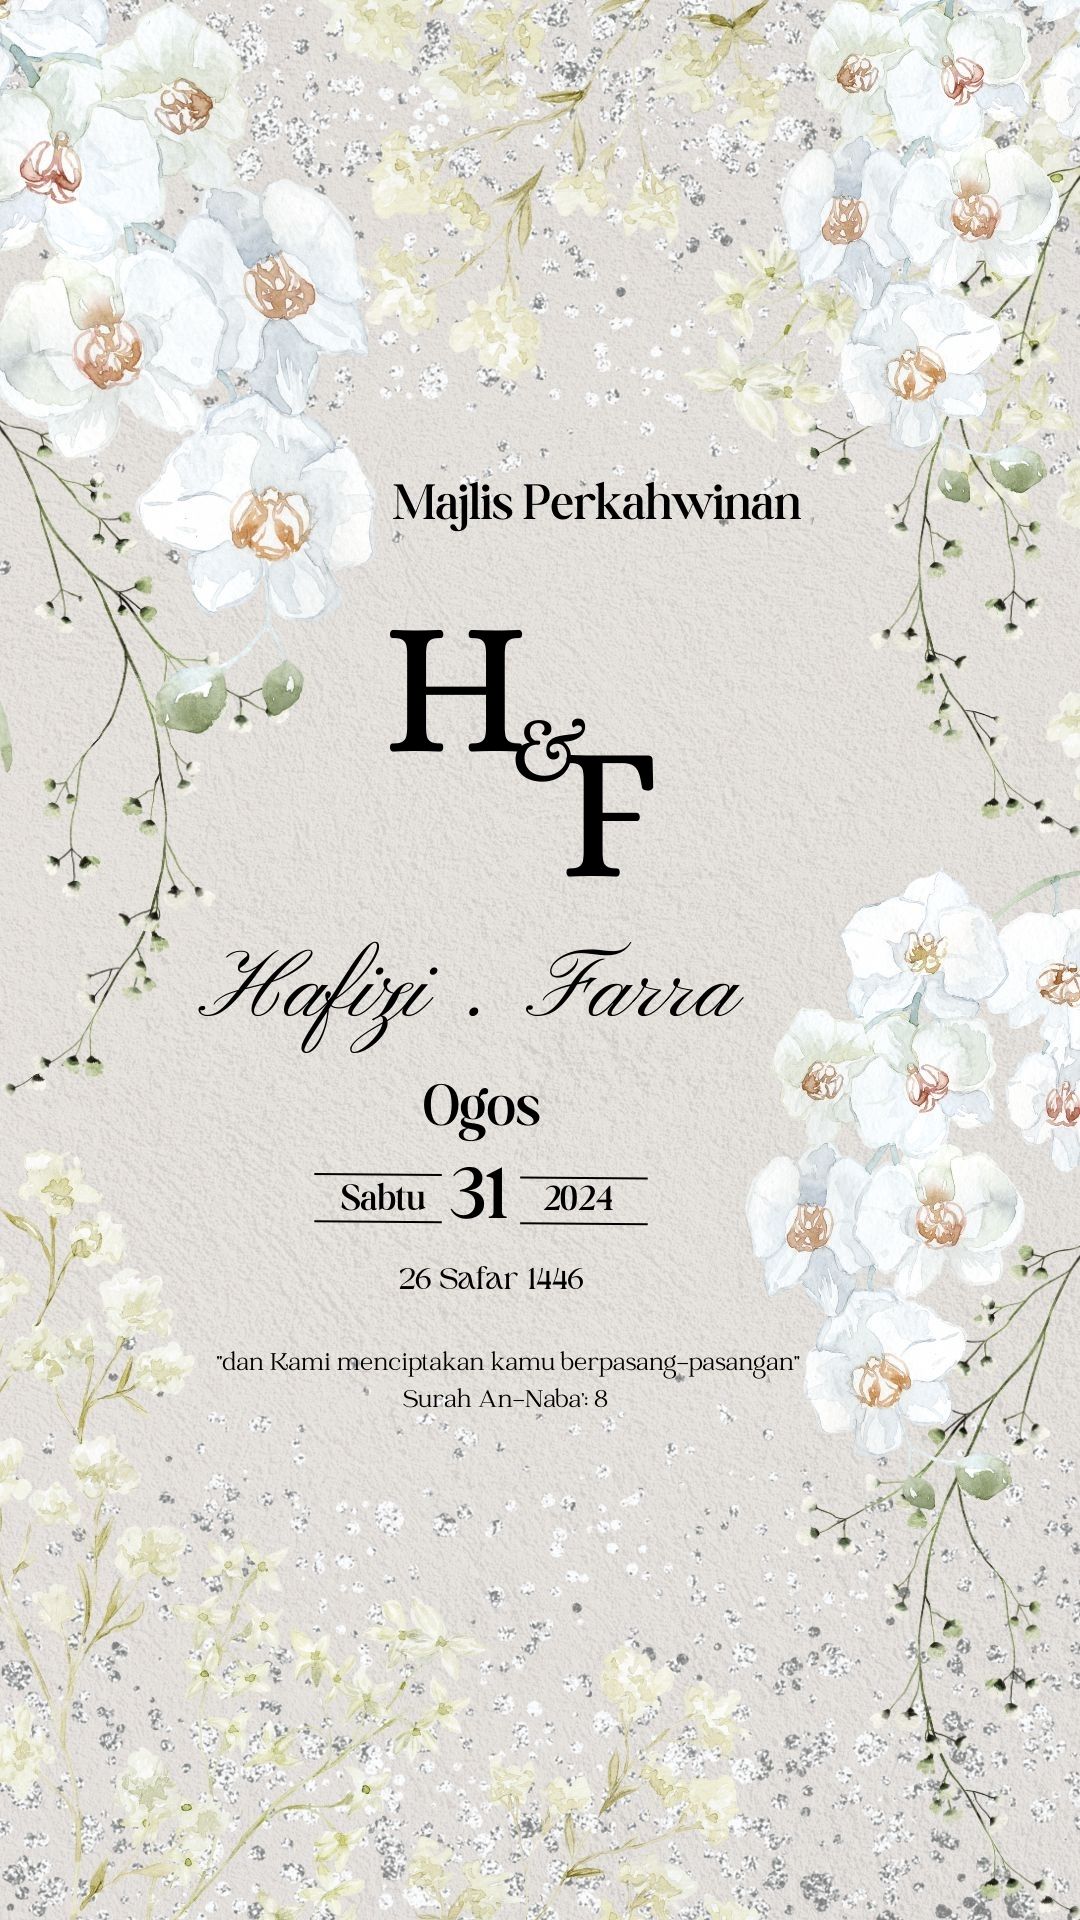 Majlis Perkahwinan
H
&
F
Hafizi . Farra
Ogos
Sabtu 31 2024
26 Safar 1446
"dan Kami menciptakan kamu berpasang-pasangan"
Surah An-Naba': 8